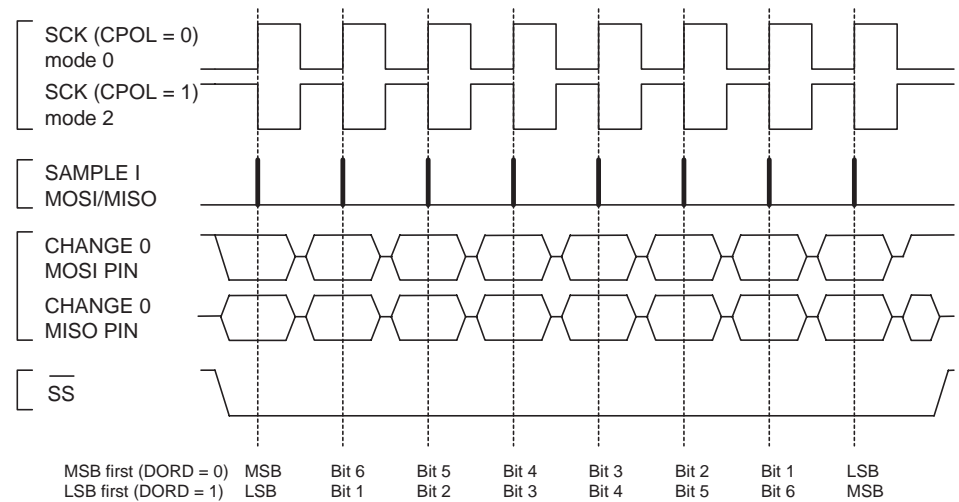 SCK (CPOL = 0)
mode 0
SCK (CPOL = 1)
mode 2
SAMPLE I
MOSI/MISO
CHANGE 0
MOSI PIN
CHANGE 0
MISO PIN
SS
MSB first (DORD = 0) MSB Bit 6 Bit 5 Bit 4 Bit 3 Bit 2 Bit 1 LSB
LSB first (DORD = 1) LSB Bit 1 Bit 2 Bit 3 Bit 4 Bit 5 Bit 6 MSB